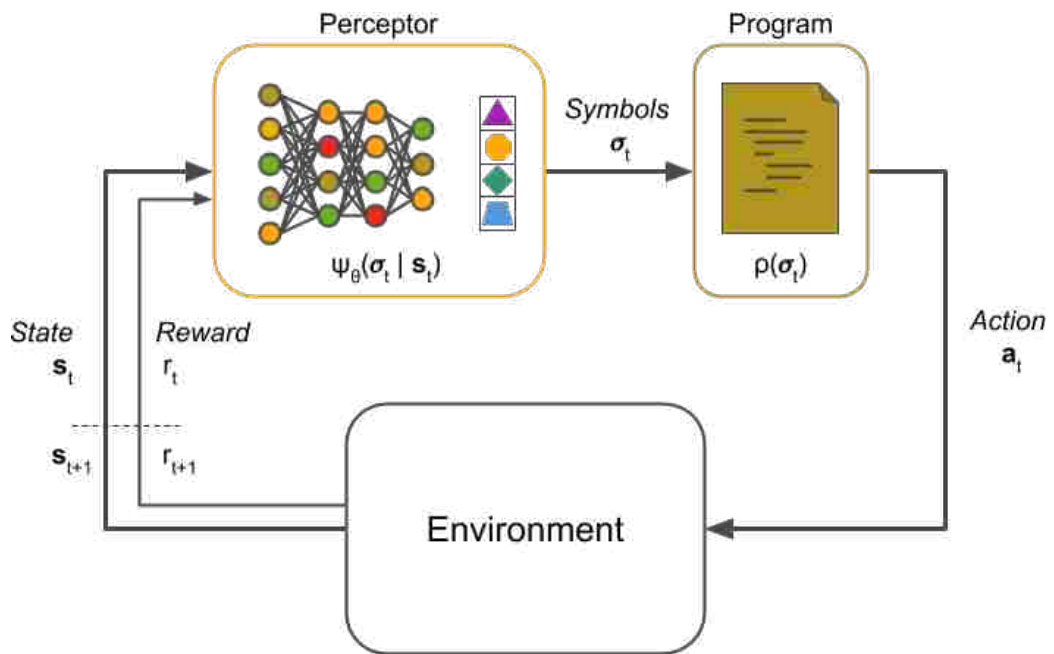 Perceptor
Program
Symbols
σt
ψθ(σt | st)
ρ(σt)
State
st
Reward
rt
Action
at
st+1
rt+1
Environment